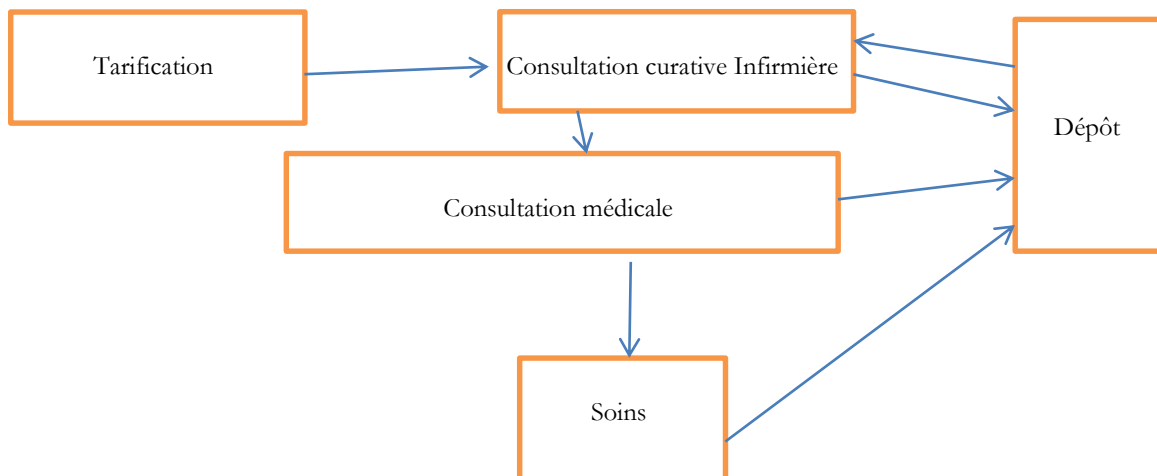 Tarification
Consultation curative Infirmière
Dépôt
Consultation médicale
Soins